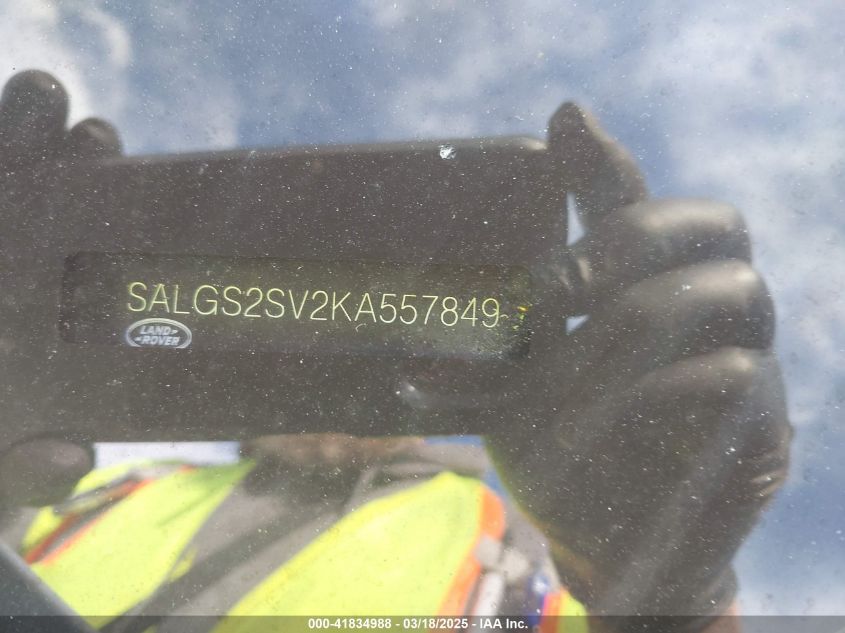 SALGS2SV2KA557849
LAND-
-ROVER
000-41834988 - 03/18/2025 - IAA Inc.